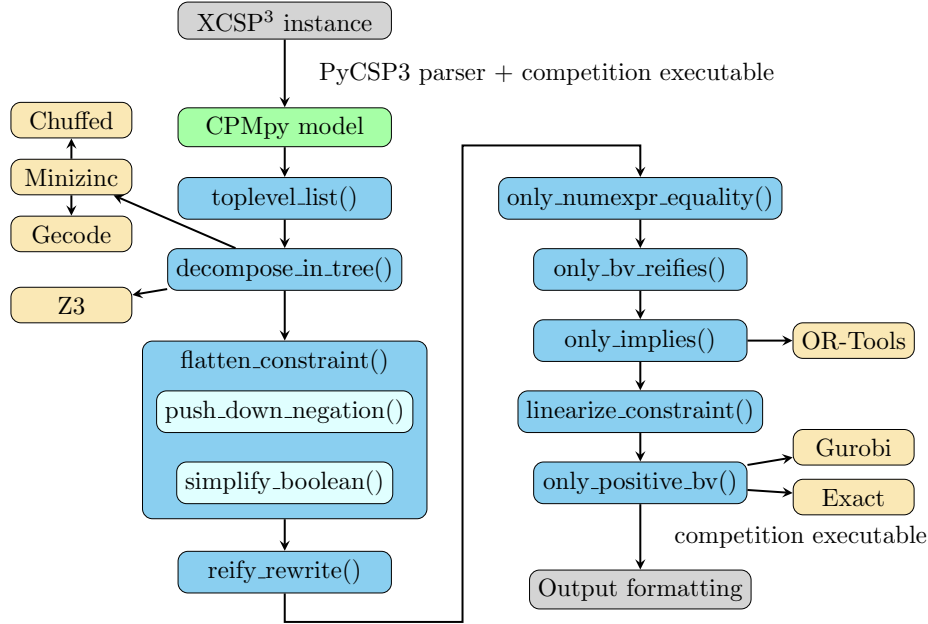 XCSP³ instance
PyCSP3 parser + competition executable
CPMpy model
Chuffed
Minizinc
Gecode
toplevel_list()
decompose_in_tree()
Z3
flatten_constraint()
push_down_negation()
simplify_boolean()
reify_rewrite()
only_numexpr_equality()
only_bv_reifies()
only_implies()
OR-Tools
linearize_constraint()
only_positive_bv()
Gurobi
Exact
competition executable
Output formatting